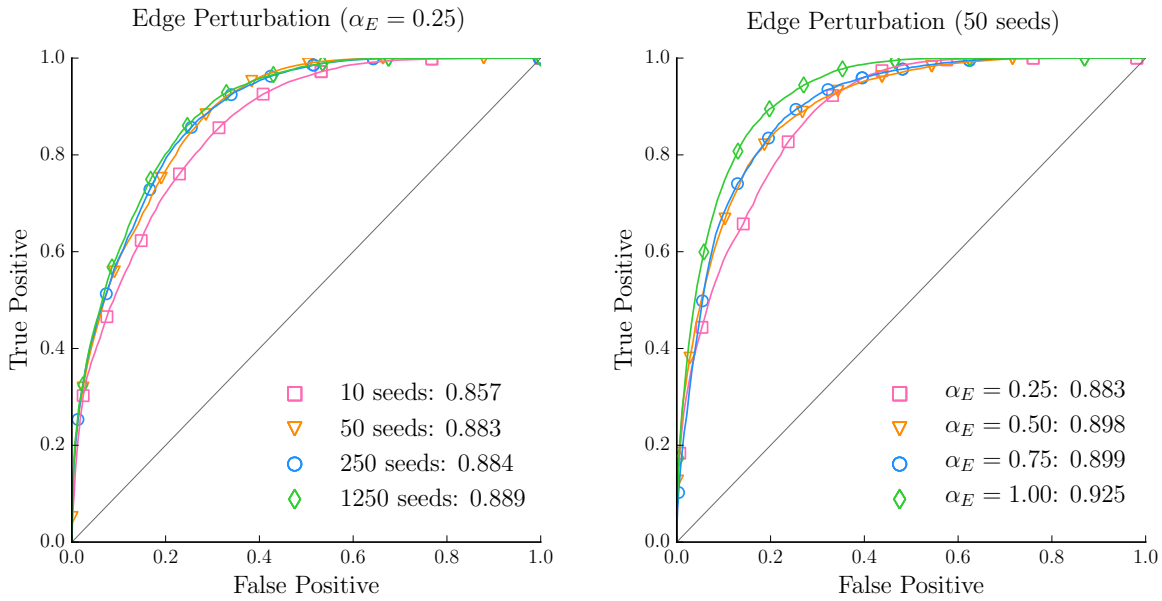 Edge Perturbation (α_E = 0.25)
1.0
0.8
0.6
0.4
0.2
0.0
0.0 0.2 0.4 0.6 0.8 1.0
True Positive
False Positive
10 seeds: 0.857
50 seeds: 0.883
250 seeds: 0.884
1250 seeds: 0.889
Edge Perturbation (50 seeds)
1.0
0.8
0.6
0.4
0.2
0.0
0.0 0.2 0.4 0.6 0.8 1.0
True Positive
False Positive
α_E = 0.25: 0.883
α_E = 0.50: 0.898
α_E = 0.75: 0.899
α_E = 1.00: 0.925